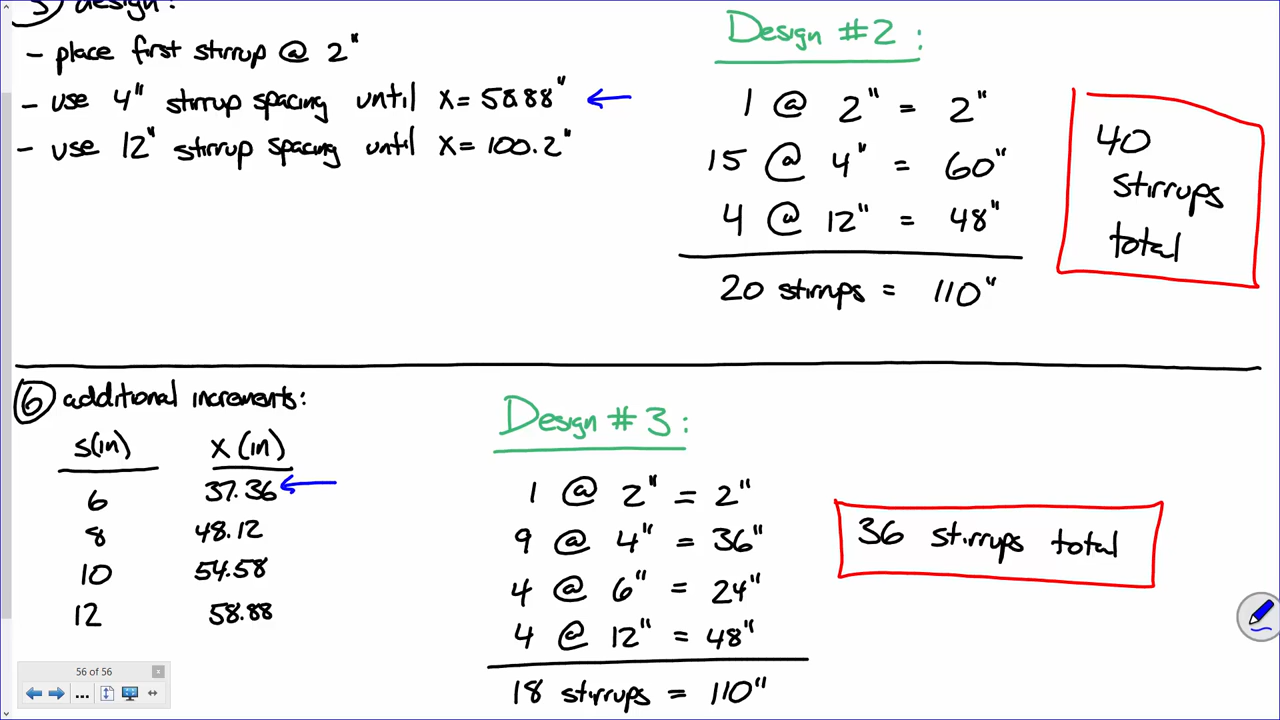 5 design:
- place first stirrup @ 2"
- use 4" stirrup spacing until x = 58.88"
- use 12" stirrup spacing until x = 100.2"
Design #2:
1 @ 2" = 2"
15 @ 4" = 60"
4 @ 12" = 48"
20 stirrups = 110"
40
stirrups
total
6 additional increments:
s(in) x (in)
6 37.36
8 48.12
10 54.58
12 58.88
Design #3:
1 @ 2" = 2"
9 @ 4" = 36"
4 @ 6" = 24"
4 @ 12" = 48"
18 stirrups = 110"
36 stirrups total
56 of 56